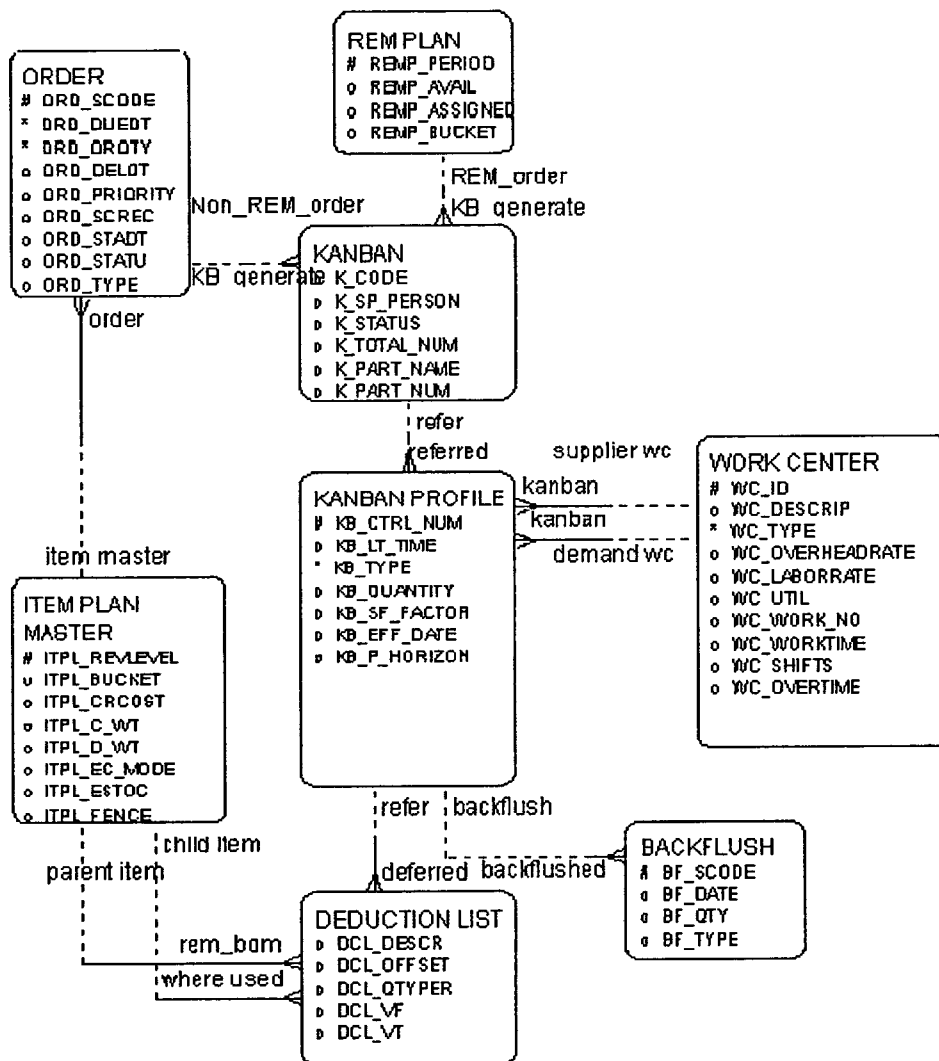 REM PLAN
# REMP_PERIOD
o REMP_AVAIL
o REMP_ASSIGNED
o REMP_BUCKET
ORDER
# ORD_SCODE
* ORD_DUEDT
* ORD_ORQTY
o ORD_DELDT
o ORD_PRIORITY
o ORD_SCREC
o ORD_STADT
o ORD_STATU
o ORD_TYPE
REM_order
KB generate
Non_REM_order
KB generate
order
KANBAN
K_CODE
o K_SP_PERSON
o K_STATUS
o K_TOTAL_NUM
o K_PART_NAME
o K_PART_NUM
refer
referred
supplier wc
kanban
kanban
demand wc
KANBAN PROFILE
# KB_CTRL_NUM
o KB_LT_TIME
* KB_TYPE
o KB_QUANTITY
o KB_SF_FACTOR
o KB_EFF_DATE
o KB_P_HORIZON
WORK CENTER
# WC_ID
o WC_DESCRIP
* WC_TYPE
o WC_OVERHEADRATE
o WC_LABORRATE
o WC_UTIL
o WC_WORK_NO
o WC_WORKTIME
o WC_SHIFTS
o WC_OVERTIME
item master
ITEM PLAN
MASTER
# ITPL_REVLEVEL
o ITPL_BUCKET
o ITPL_CRCOST
o ITPL_C_WT
o ITPL_D_WT
o ITPL_EC_MODE
o ITPL_ESTOC
o ITPL_FENCE
child item
parent item
refer
deferred
backflush
backflushed
BACKFLUSH
# BF_SCODE
o BF_DATE
o BF_QTY
o BF_TYPE
rem_bom
where used
DEDUCTION LIST
o DCL_DESCR
o DCL_OFFSET
o DCL_QTYPER
o DCL_VF
o DCL_VT